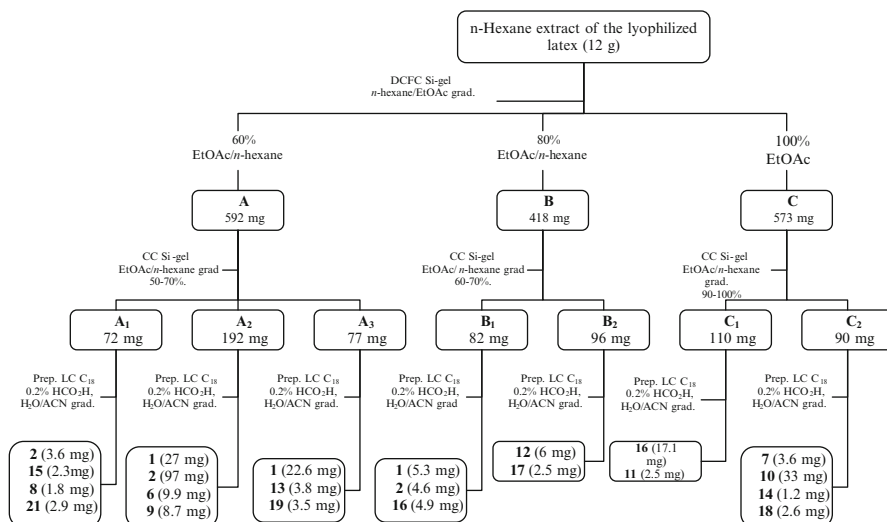 n-Hexane extract of the lyophilized
latex (12 g)
DCFC Si-gel
n-hexane/EtOAc grad.
60%
EtOAc/n-hexane
80%
EtOAc/n-hexane
100%
EtOAc
A
592 mg
B
418 mg
C
573 mg
CC Si-gel
EtOAc/n-hexane grad
50-70%.
CC Si-gel
EtOAc/ n-hexane grad
60-70%.
CC Si-gel
EtOAc/n-hexane
grad.
90-100%
A₁
72 mg
A₂
192 mg
A₃
77 mg
B₁
82 mg
B₂
96 mg
C₁
110 mg
C₂
90 mg
Prep. LC C₁₈
0.2% HCO₂H,
H₂O/ACN grad.
Prep. LC C₁₈
0.2% HCO₂H,
H₂O/ACN grad.
Prep. LC C₁₈
0.2% HCO₂H,
H₂O/ACN grad.
Prep. LC C₁₈
0.2% HCO₂H,
H₂O/ACN grad
Prep. LC C₁₈
0.2% HCO₂H,
H₂O/ACN grad.
Prep. LC C₁₈
0.2% HCO₂H,
H₂O/ACN grad.
Prep. LC C₁₈
0.2% HCO₂H,
H₂O/ACN grad.
2 (3.6 mg)
15 (2.3mg)
8 (1.8 mg)
21 (2.9 mg)
1 (27 mg)
2 (97 mg)
6 (9.9 mg)
9 (8.7 mg)
1 (22.6 mg)
13 (3.8 mg)
19 (3.5 mg)
1 (5.3 mg)
2 (4.6 mg)
16 (4.9 mg)
12 (6 mg)
17 (2.5 mg)
16 (17.1
mg)
11 (2.5 mg)
7 (3.6 mg)
10 (33 mg)
14 (1.2 mg)
18 (2.6 mg)